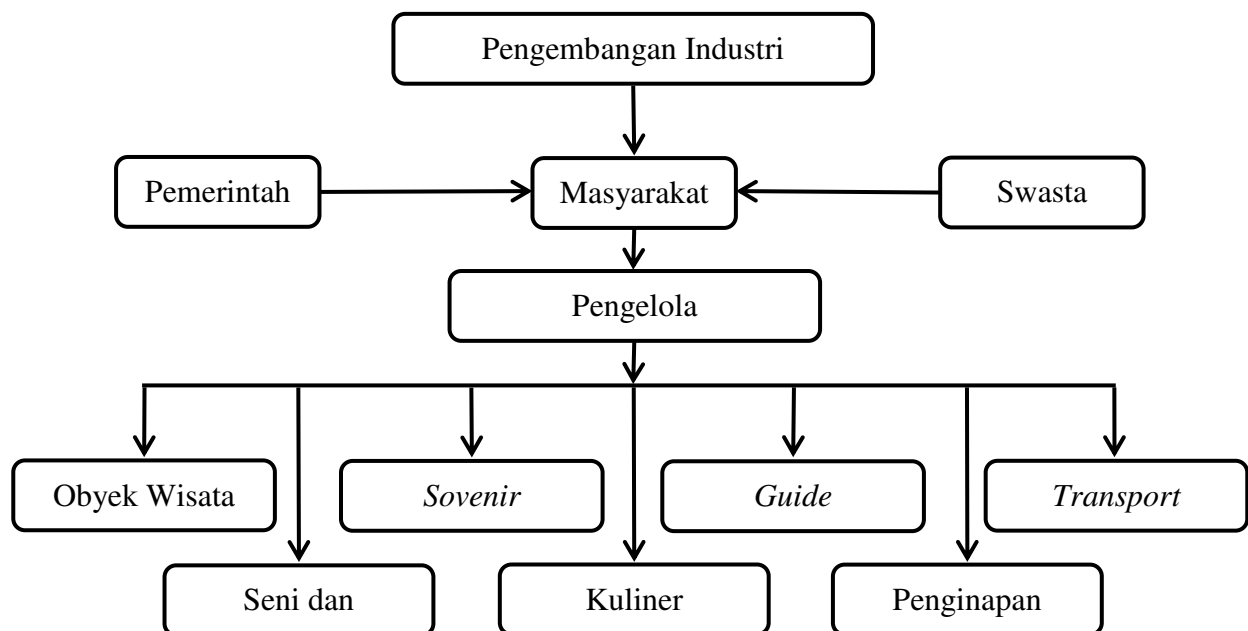 Pengembangan Industri
Pemerintah
Masyarakat
Swasta
Pengelola
Obyek Wisata
Sovenir
Guide
Transport
Seni dan
Kuliner
Penginapan